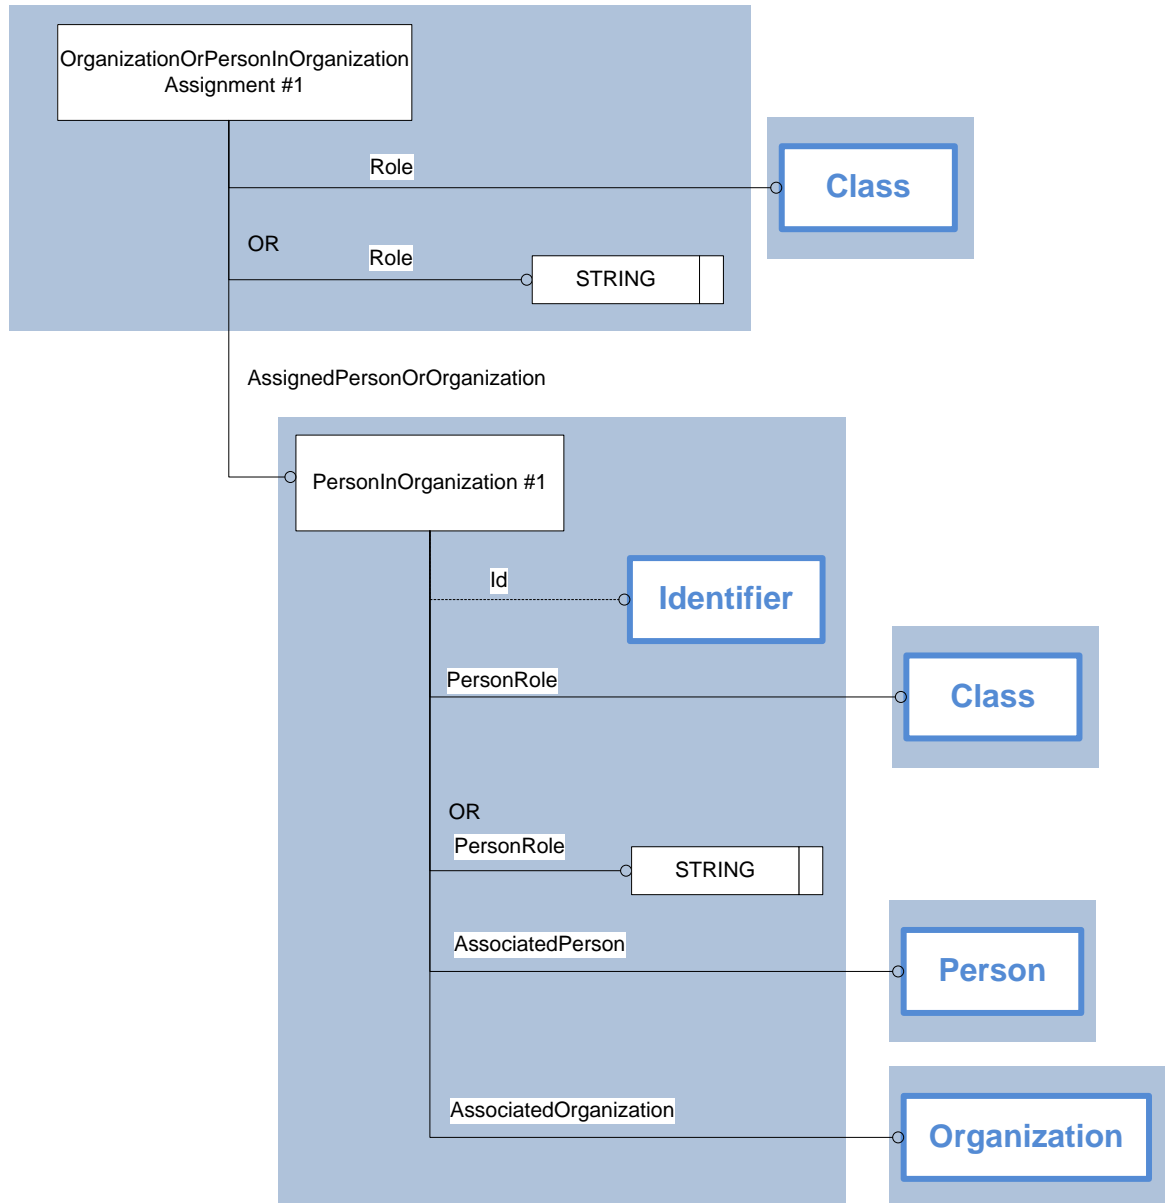 OrganizationOrPersonInOrganization
Assignment #1
Role
Class
OR
Role
STRING
AssignedPersonOrOrganization
PersonInOrganization #1
Id
Identifier
PersonRole
Class
OR
PersonRole
STRING
AssociatedPerson
Person
AssociatedOrganization
Organization